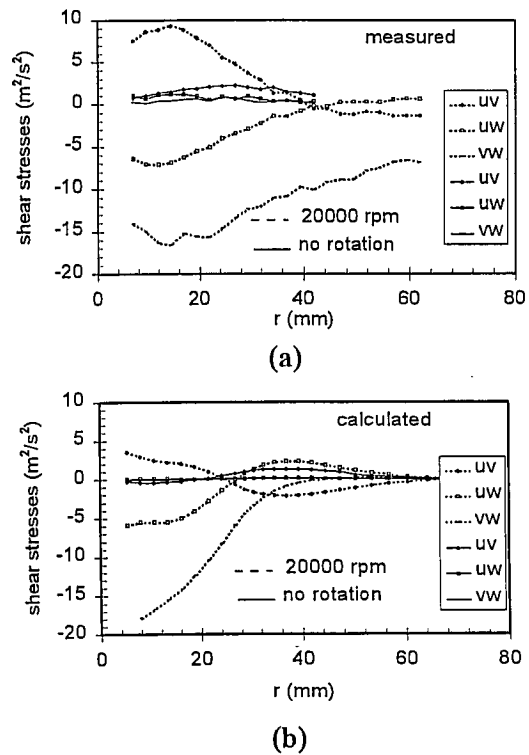 10
5
0
-5
-10
-15
-20
shear stresses (m²/s²)
measured
20000 rpm
no rotation
uv
uw
vw
uv
uw
vw
0
20
40
60
80
r (mm)
(a)
10
5
0
-5
-10
-15
-20
shear stresses (m²/s²)
calculated
20000 rpm
no rotation
uv
uw
vw
uv
uw
vw
0
20
40
60
80
r (mm)
(b)